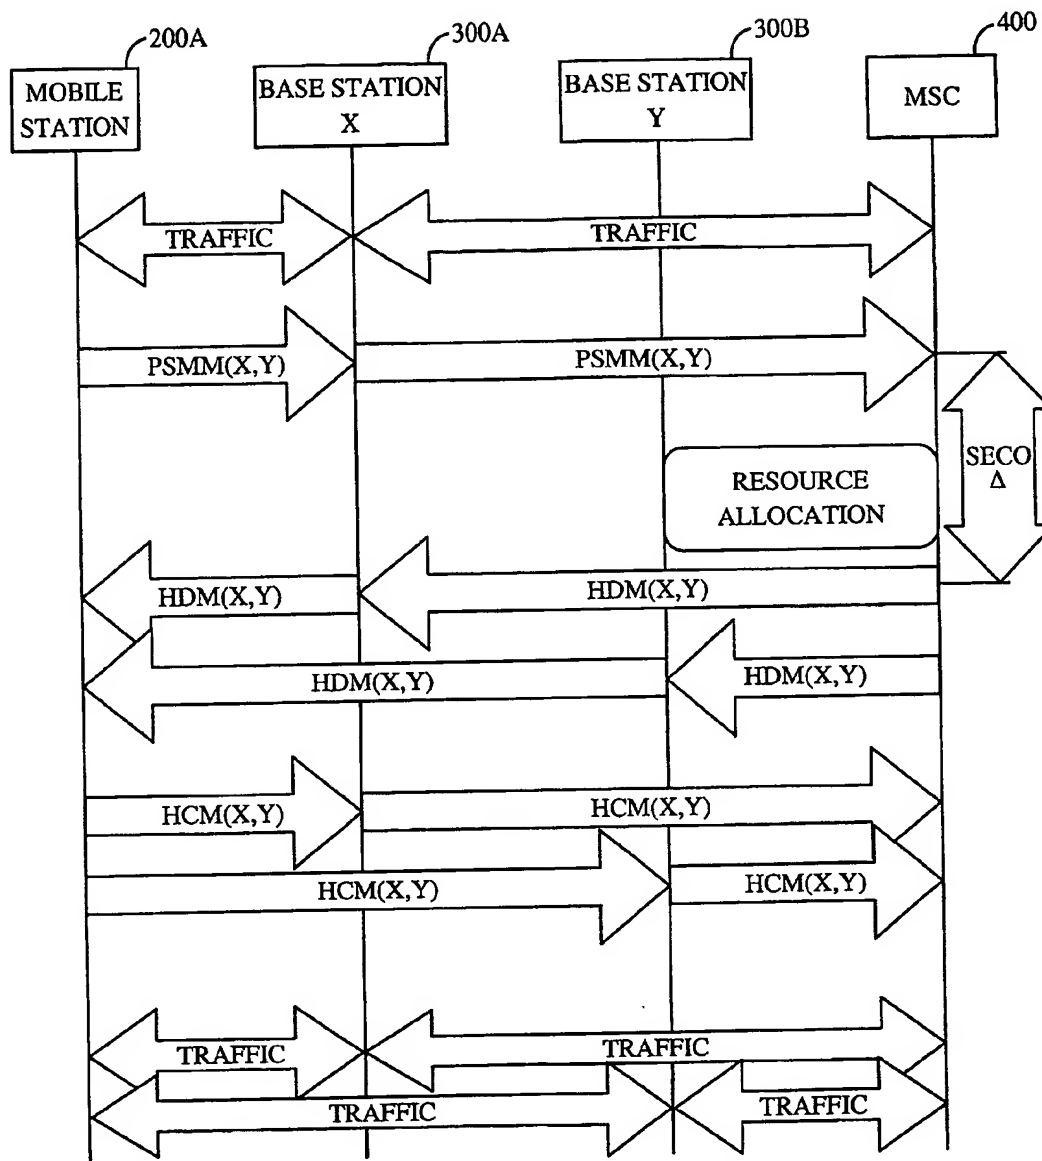 200A
300A
300B
400
MOBILE
STATION
BASE STATION
X
BASE STATION
Y
MSC
TRAFFIC
TRAFFIC
PSMM(X,Y)
PSMM(X,Y)
RESOURCE
ALLOCATION
SECO
Δ
HDM(X,Y)
HDM(X,Y)
HDM(X,Y)
HDM(X,Y)
HCM(X,Y)
HCM(X,Y)
HCM(X,Y)
HCM(X,Y)
TRAFFIC
TRAFFIC
TRAFFIC
TRAFFIC